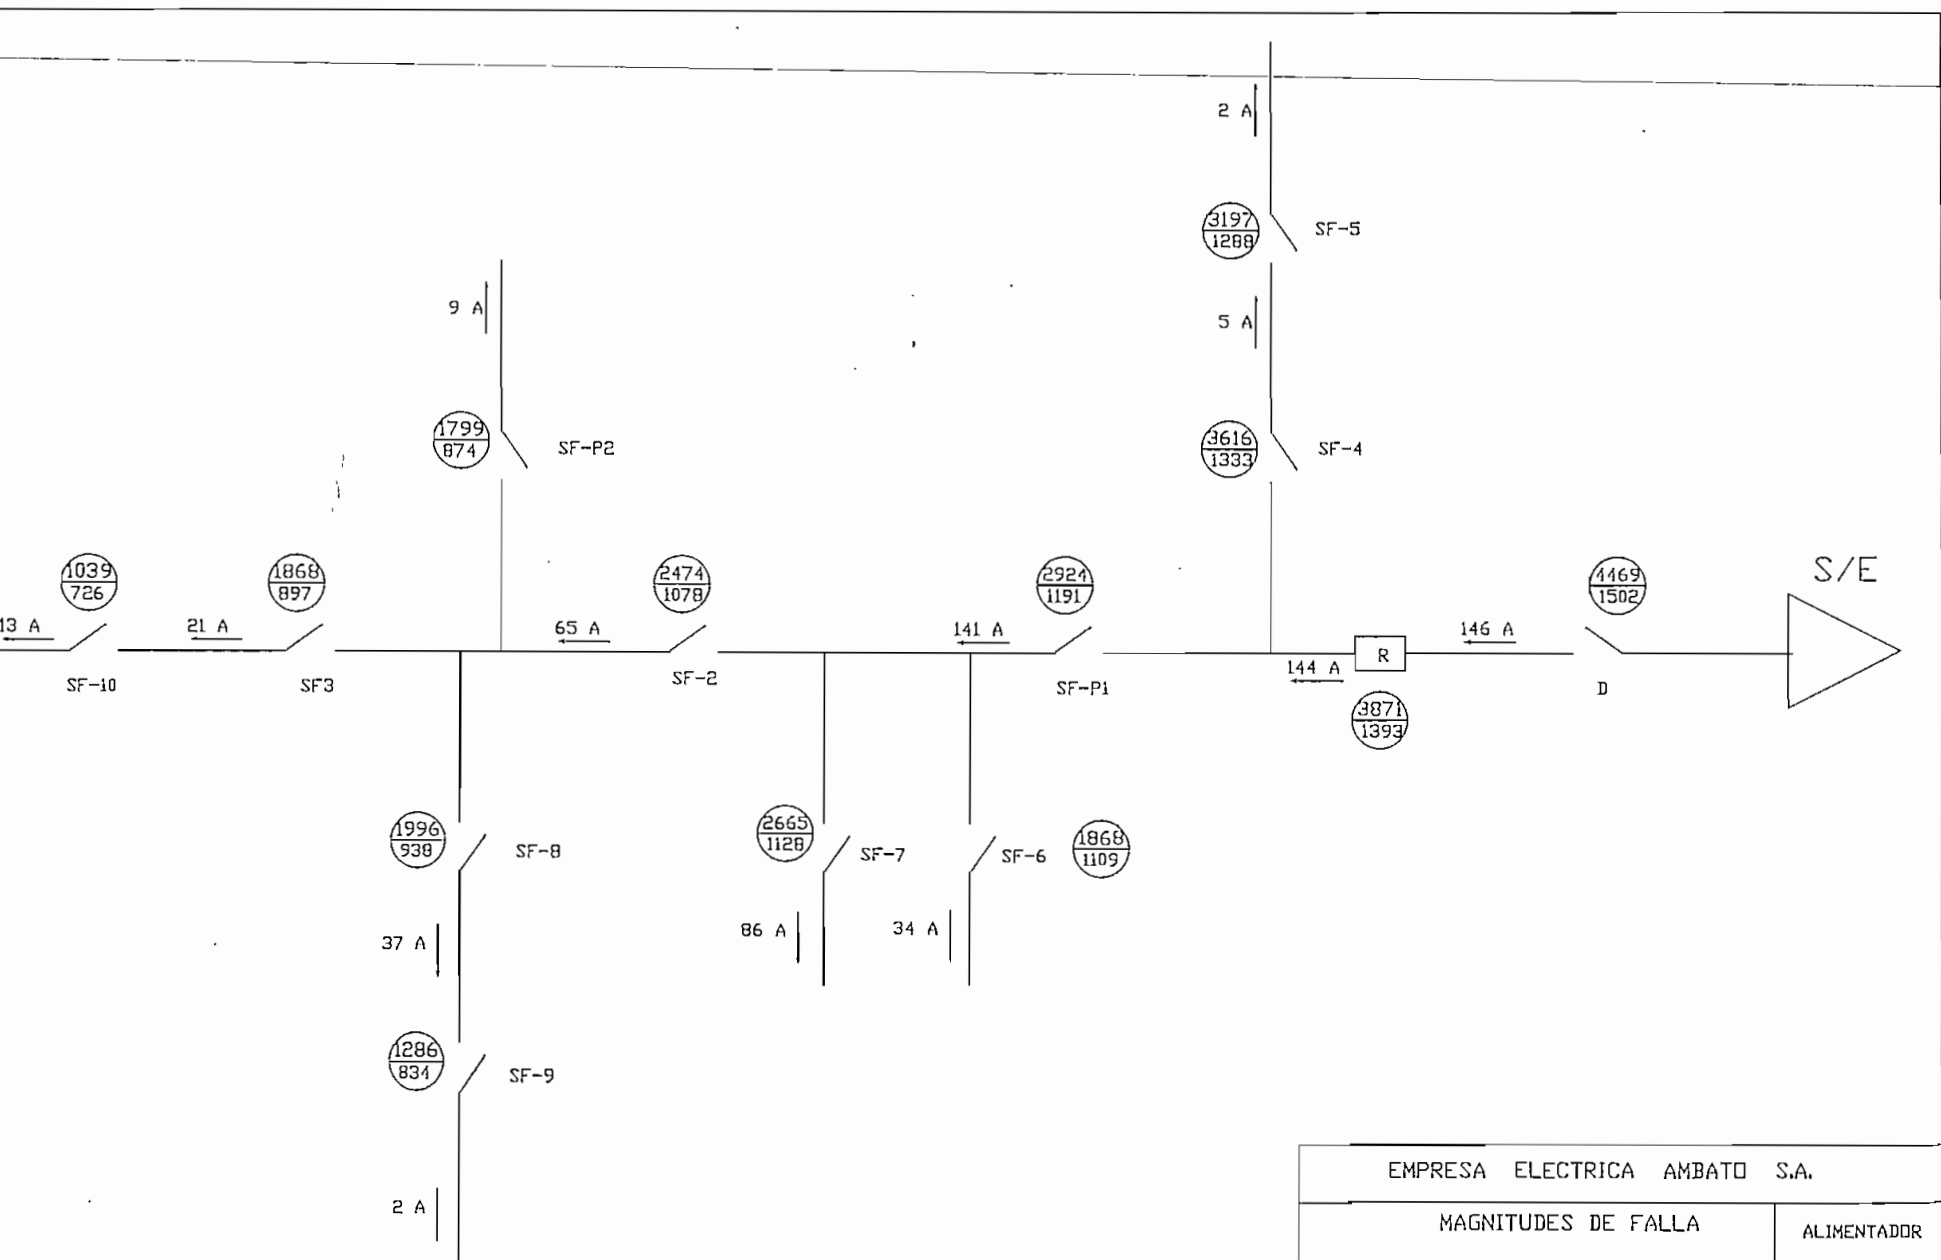 2 A
3197
1288
SF-5
9 A
5 A
1799
874
SF-P2
3616
1333
SF-4
1039
726
1868
897
2474
1078
2924
1191
4469
1502
S/E
13 A
21 A
65 A
141 A
146 A
R
144 A
SF-10
SF3
SF-2
SF-P1
D
3871
1393
1996
938
SF-8
2665
1128
SF-7
SF-6
1868
1109
37 A
86 A
34 A
1286
834
SF-9
2 A
EMPRESA ELECTRICA AMBATO S.A.
MAGNITUDES DE FALLA
ALIMENTADOR